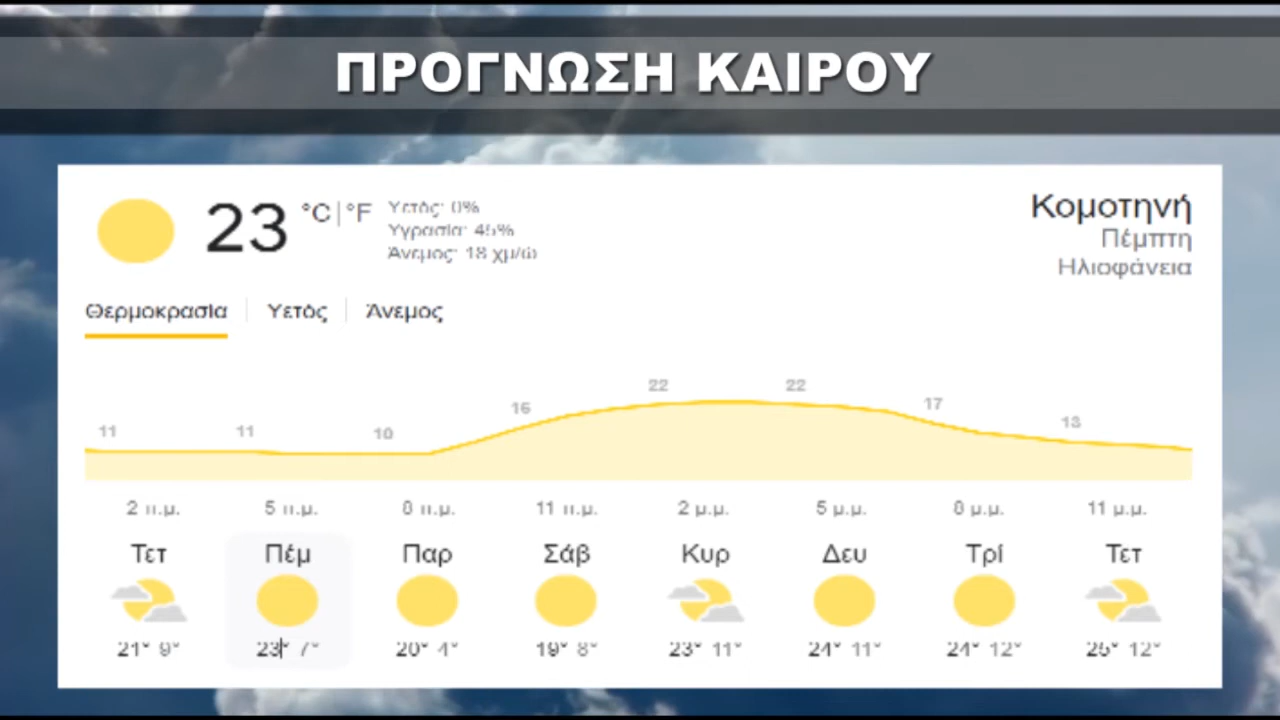 ΠΡΟΓΝΩΣΗ ΚΑΙΡΟΥ
23 °C | °F
Υετός: 0%
Υγρασία: 45%
Άνεμος: 18 χμ/ώ
Κομοτηνή
Πέμπτη
Ηλιοφάνεια
Θερμοκρασία Υετός Άνεμος
11 11 10 16 22 22 17 13
2 π.μ. 5 π.μ. 8 π.μ. 11 π.μ. 2 μ.μ. 5 μ.μ. 8 μ.μ. 11 μ.μ.
Τετ Πέμ Παρ Σάβ Κυρ Δευ Τρί Τετ
21° 9° 23° 7° 20° 4° 19° 8° 23° 11° 24° 11° 24° 12° 25° 12°